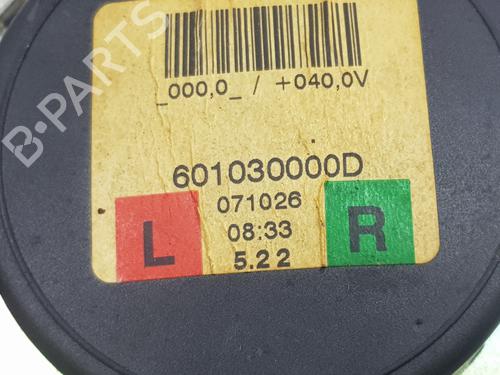 _000,0_ / +040,0V
601030000D
071026
08:33
5.22
L
R
B-PARTS